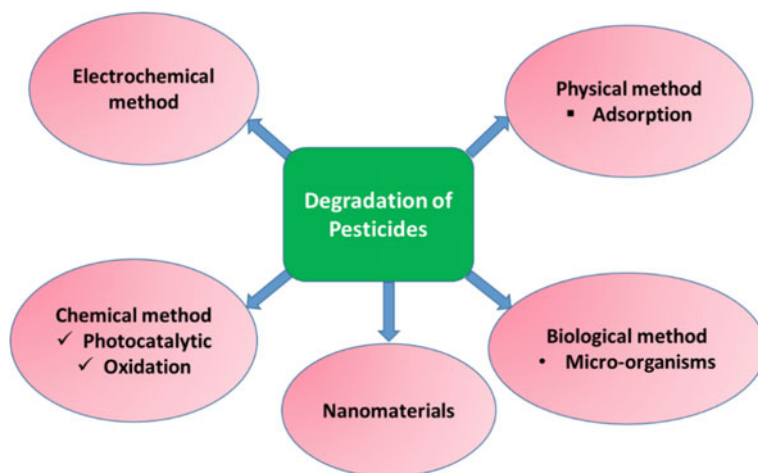 Electrochemical
method
Physical method
▪ Adsorption
Degradation of
Pesticides
Chemical method
✓ Photocatalytic
✓ Oxidation
Biological method
• Micro-organisms
Nanomaterials